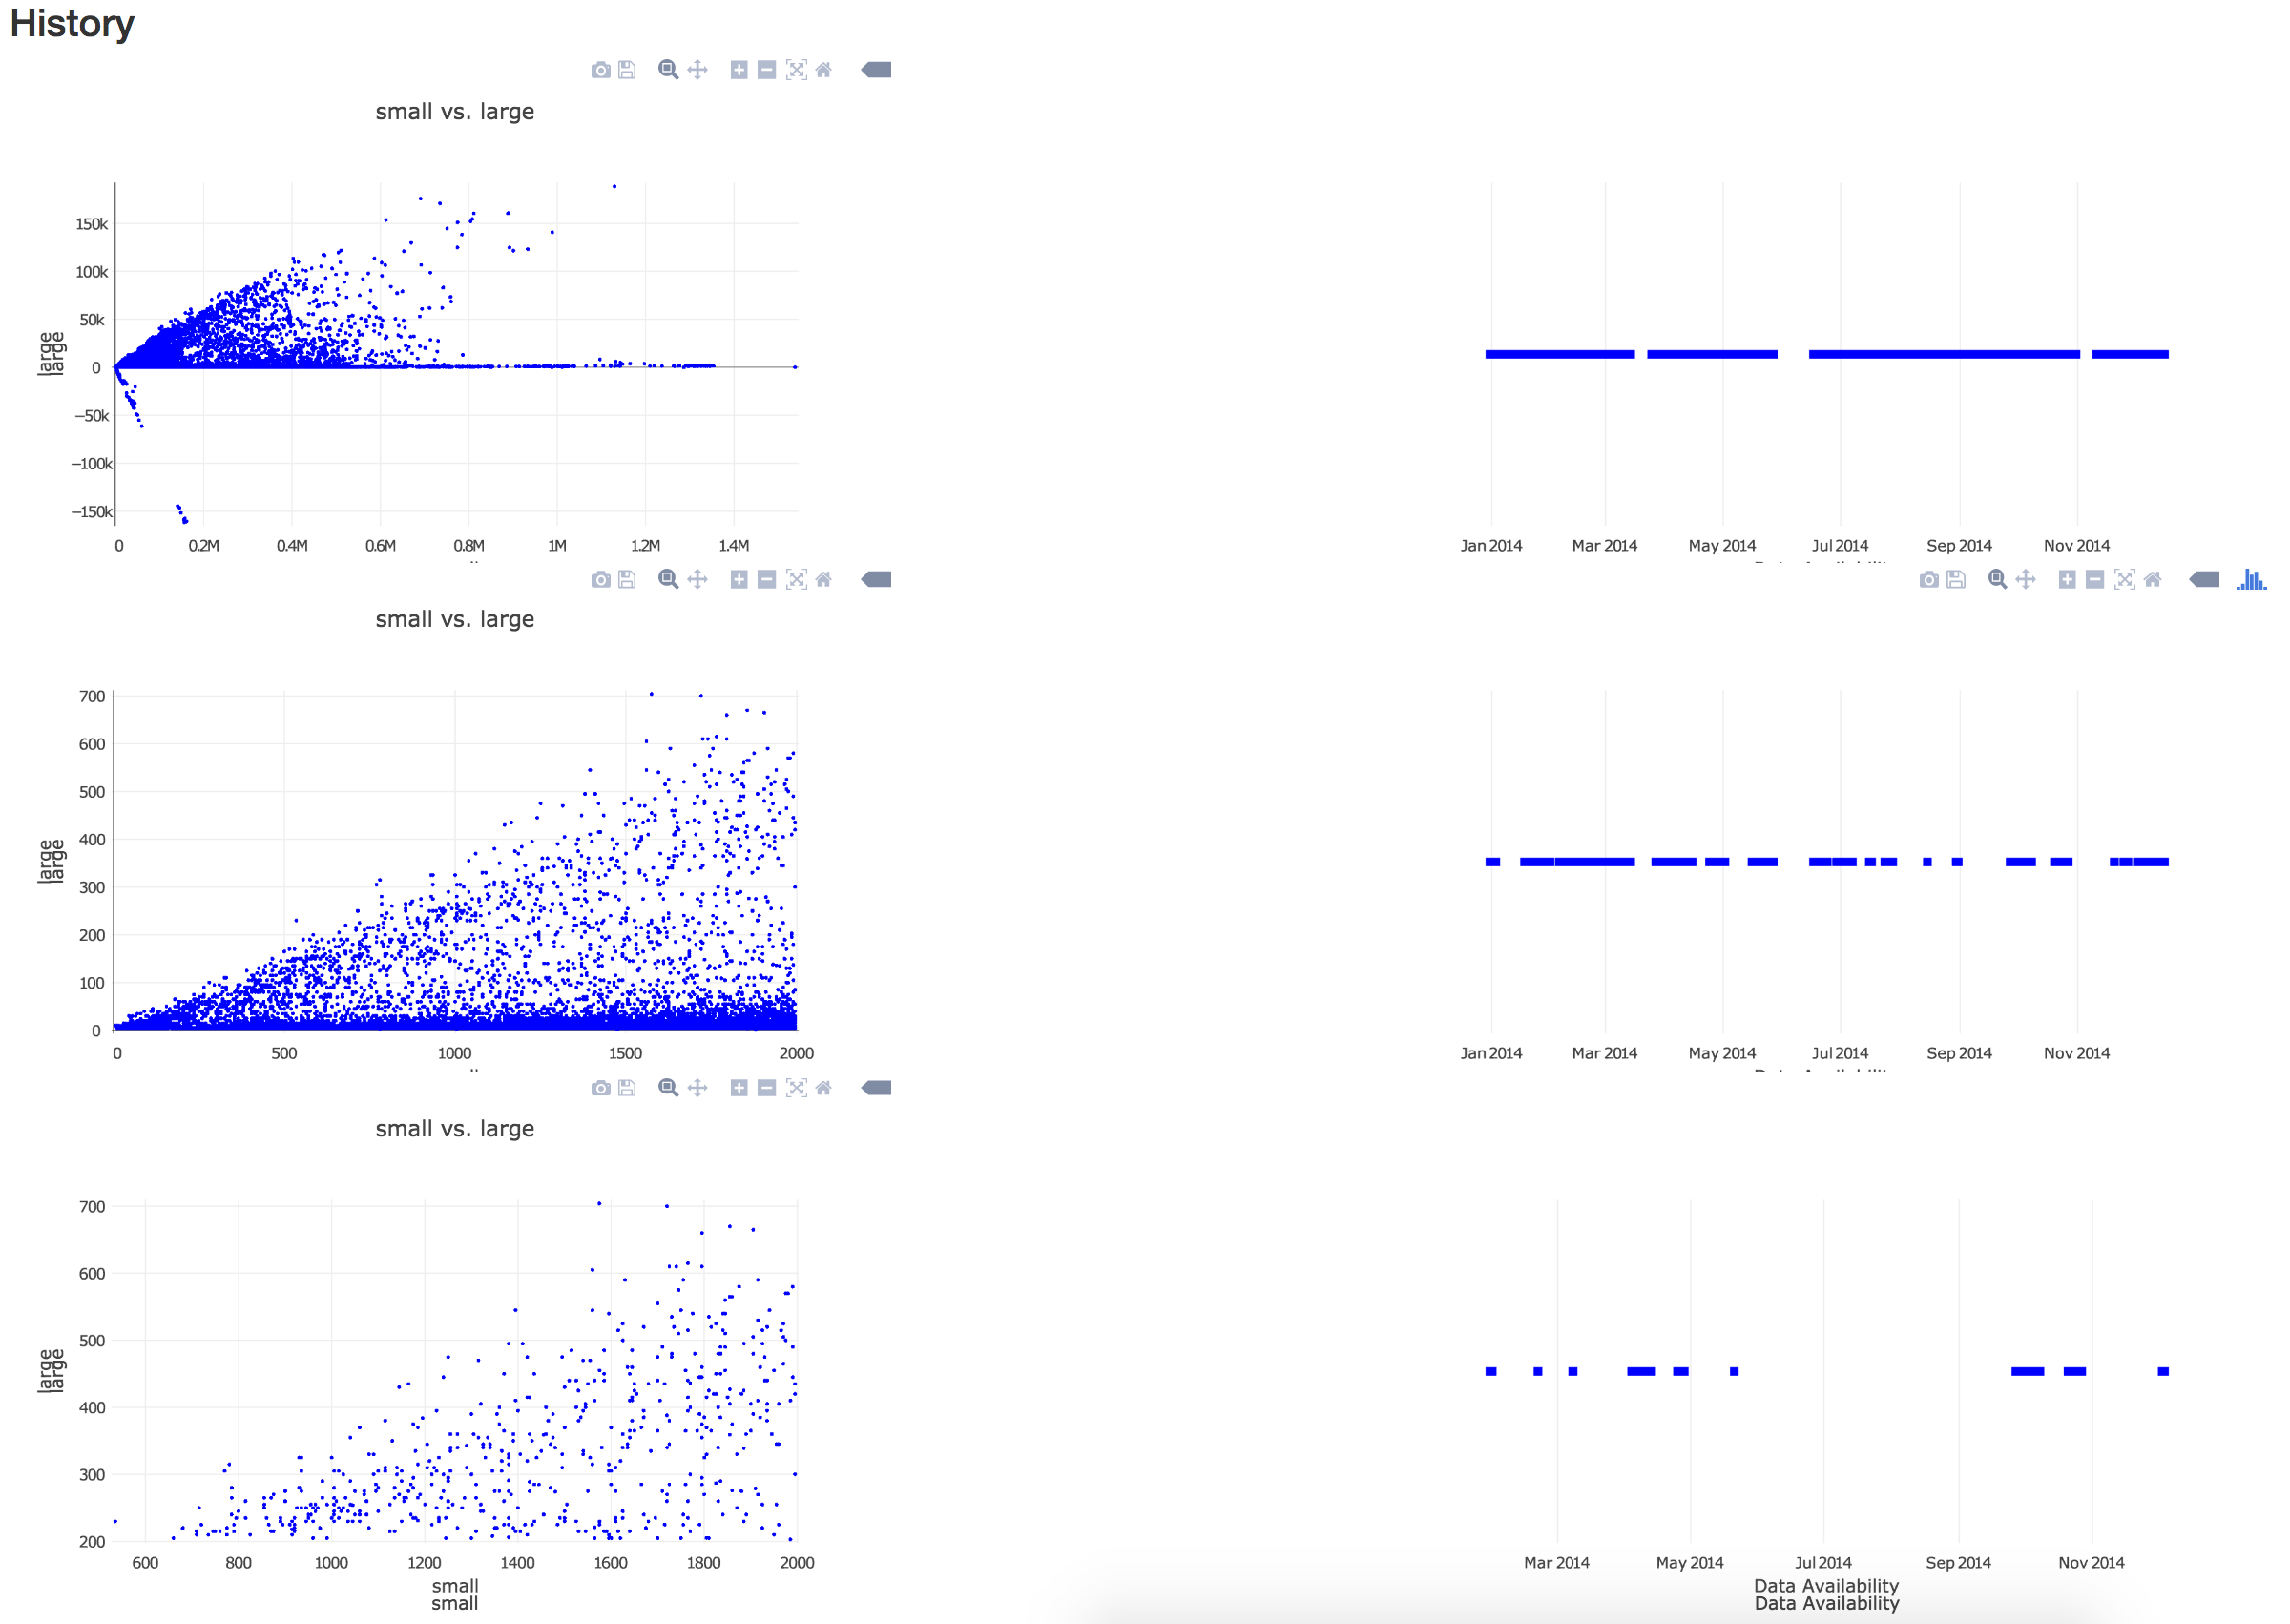 History
small vs. large
150k
100k
50k
0
−50k
−100k
−150k
large
large
0 0.2M 0.4M 0.6M 0.8M 1M 1.2M 1.4M
Jan 2014 Mar 2014 May 2014 Jul 2014 Sep 2014 Nov 2014
small vs. large
700
600
500
400
300
200
100
0
large
large
0 500 1000 1500 2000
Jan 2014 Mar 2014 May 2014 Jul 2014 Sep 2014 Nov 2014
small vs. large
700
600
500
400
300
200
large
large
600 800 1000 1200 1400 1600 1800 2000
small
small
Mar 2014 May 2014 Jul 2014 Sep 2014 Nov 2014
Data Availability
Data Availability